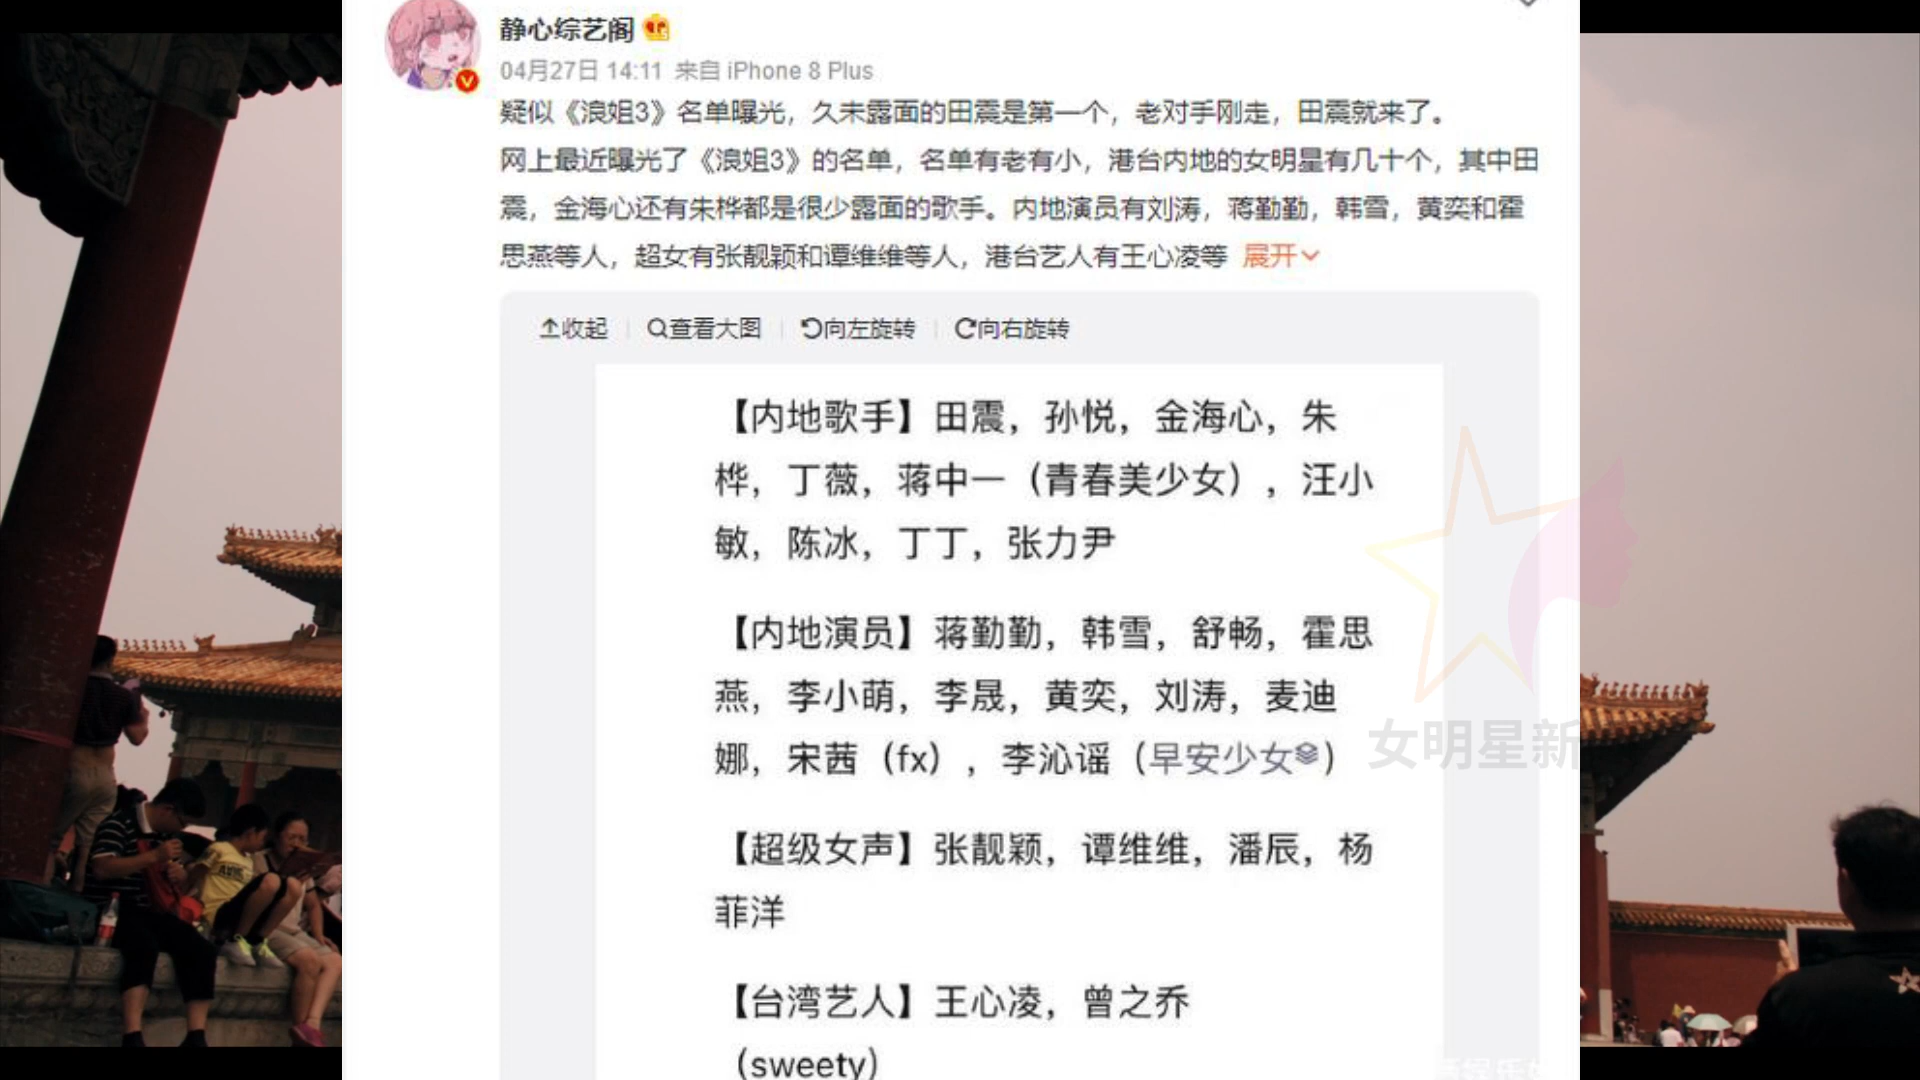 静心综艺阁
04月27日 14:11 来自 iPhone 8 Plus
疑似《浪姐3》名单曝光，久未露面的田震是第一个，老对手刚走，田震就来了。
网上最近曝光了《浪姐3》的名单，名单有老有小，港台内地的女明星有几十个，其中田
震，金海心还有朱桦都是很少露面的歌手。内地演员有刘涛，蒋勤勤，韩雪，黄奕和霍
思燕等人，超女有张靓颖和谭维维等人，港台艺人有王心凌等 展开
收起 查看大图 向左旋转 向右旋转
【内地歌手】田震，孙悦，金海心，朱
桦，丁薇，蒋中一（青春美少女），汪小
敏，陈冰，丁丁，张力尹
【内地演员】蒋勤勤，韩雪，舒畅，霍思
燕，李小萌，李晟，黄奕，刘涛，麦迪
娜，宋茜（fx），李沁谣（早安少女）
【超级女声】张靓颖，谭维维，潘辰，杨
菲洋
【台湾艺人】王心凌，曾之乔
（sweety）
女明星新